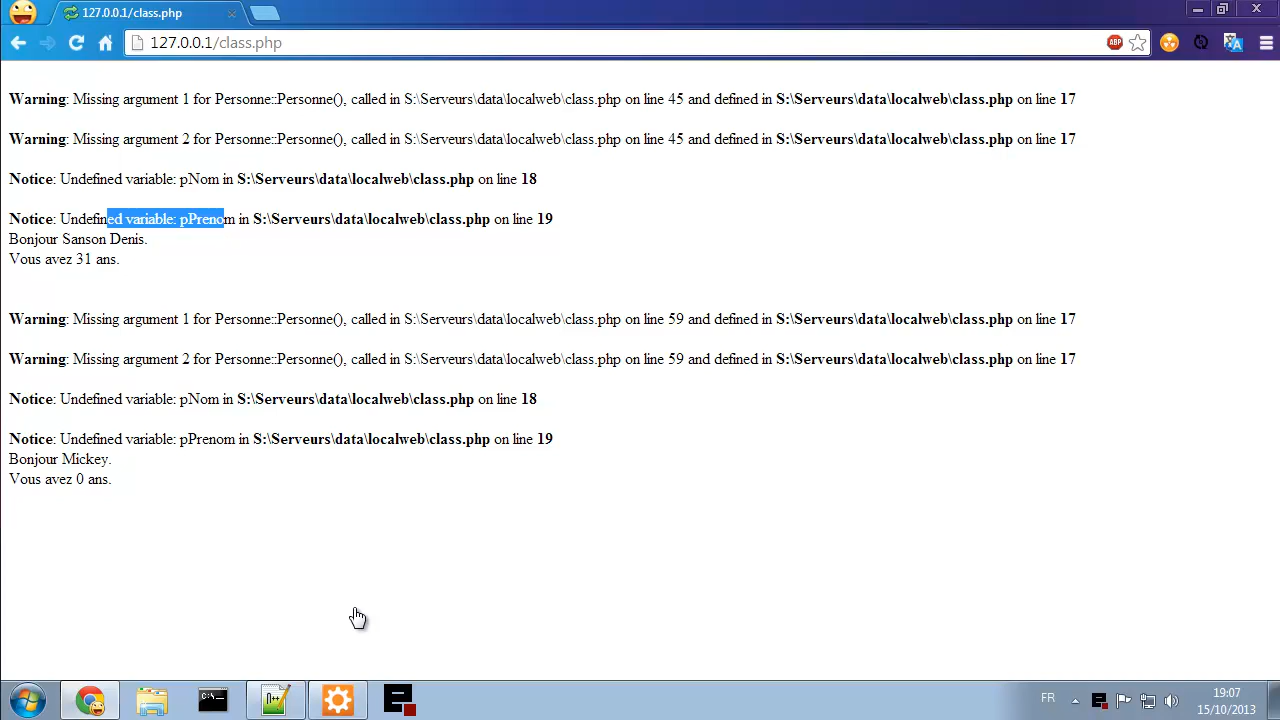 127.0.0.1/class.php
127.0.0.1/class.php
ABP
Warning: Missing argument 1 for Personne::Personne(), called in S:\Serveurs\data\localweb\class.php on line 45 and defined in S:\Serveurs\data\localweb\class.php on line 17
Warning: Missing argument 2 for Personne::Personne(), called in S:\Serveurs\data\localweb\class.php on line 45 and defined in S:\Serveurs\data\localweb\class.php on line 17
Notice: Undefined variable: pNom in S:\Serveurs\data\localweb\class.php on line 18
Notice: Undefined variable: pPrenom in S:\Serveurs\data\localweb\class.php on line 19
Bonjour Sanson Denis.
Vous avez 31 ans.
Warning: Missing argument 1 for Personne::Personne(), called in S:\Serveurs\data\localweb\class.php on line 59 and defined in S:\Serveurs\data\localweb\class.php on line 17
Warning: Missing argument 2 for Personne::Personne(), called in S:\Serveurs\data\localweb\class.php on line 59 and defined in S:\Serveurs\data\localweb\class.php on line 17
Notice: Undefined variable: pNom in S:\Serveurs\data\localweb\class.php on line 18
Notice: Undefined variable: pPrenom in S:\Serveurs\data\localweb\class.php on line 19
Bonjour Mickey.
Vous avez 0 ans.
FR
19:07
15/10/2013